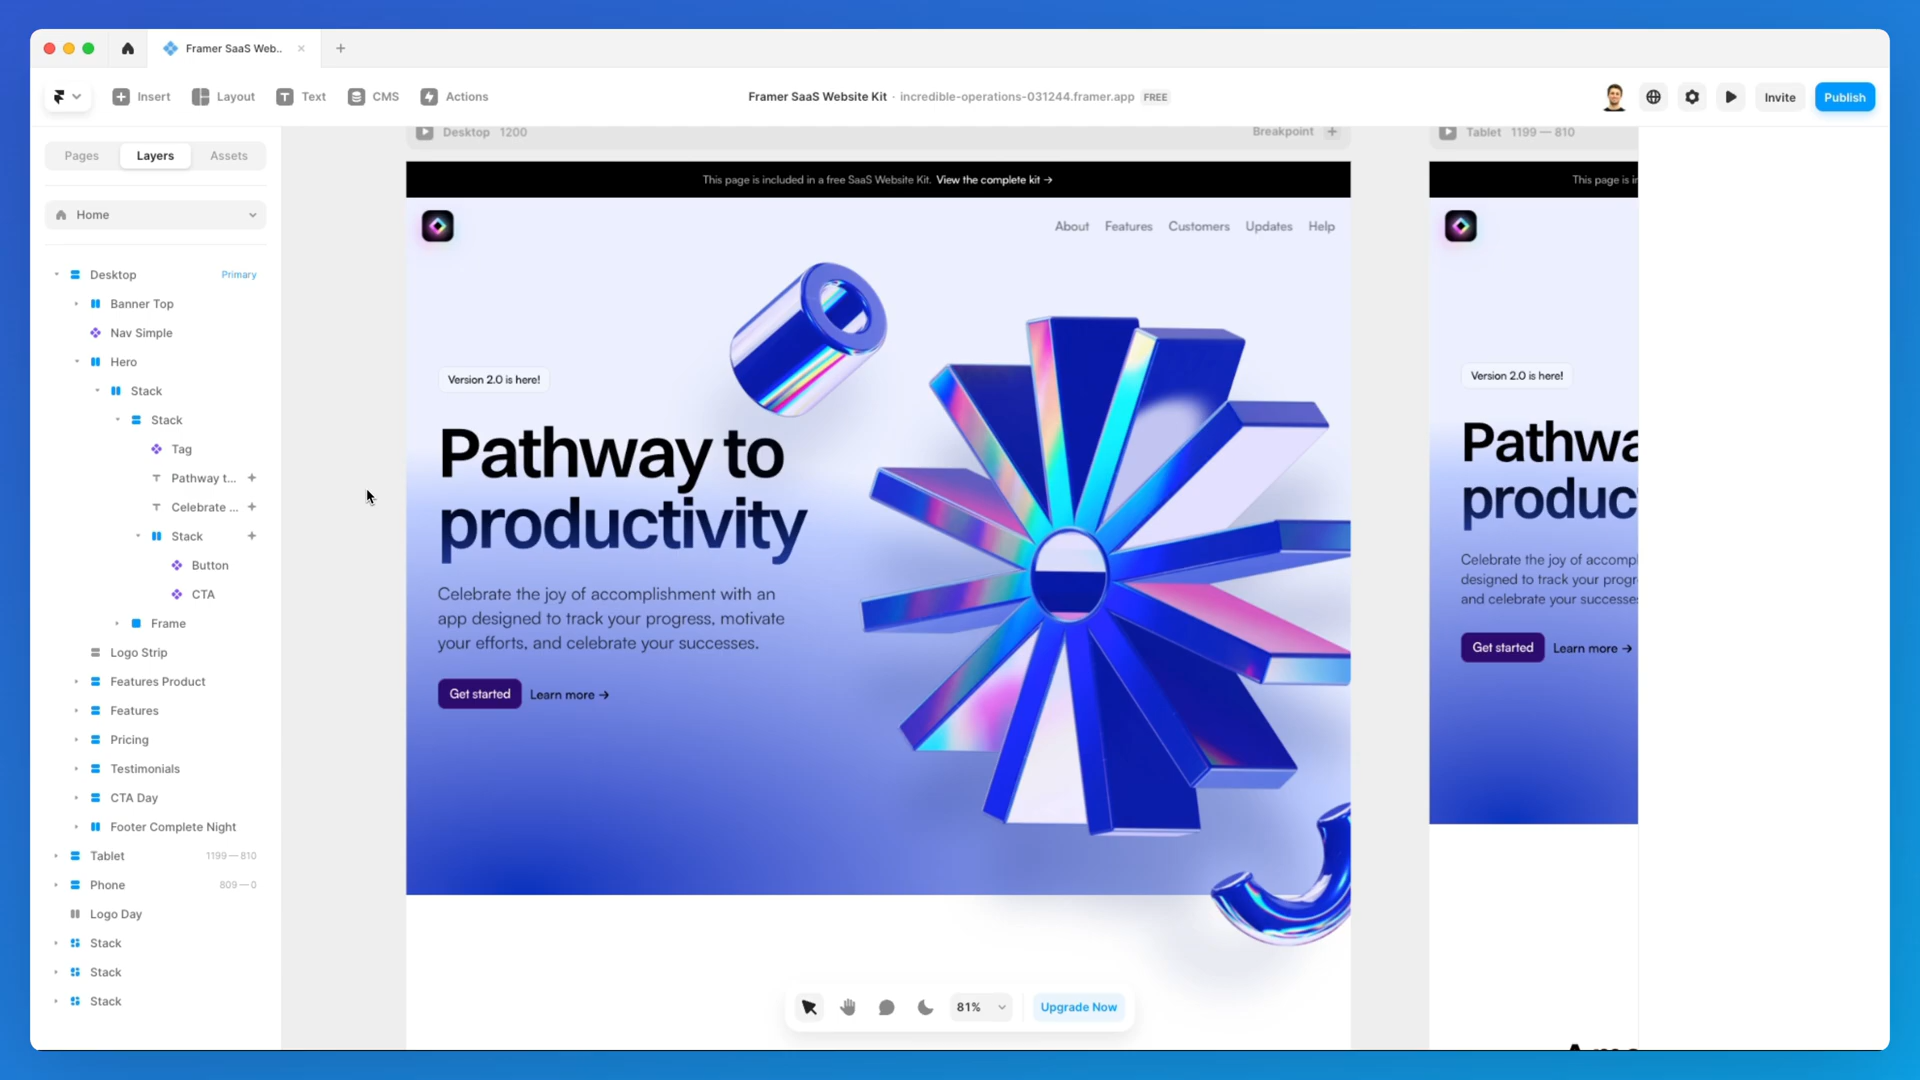 Framer SaaS Web..
Insert
Layout
Text
CMS
Actions
Framer SaaS Website Kit · incredible-operations-031244.framer.app FREE
Invite
Publish
Pages
Layers
Assets
Home
Desktop Primary
Banner Top
Nav Simple
Hero
Stack
Stack
Tag
Pathway t...
Celebrate ...
Stack
Button
CTA
Frame
Logo Strip
Features Product
Features
Pricing
Testimonials
CTA Day
Footer Complete Night
Tablet 1199 — 810
Phone 809 — 0
Logo Day
Stack
Stack
Stack
Desktop 1200
Breakpoint
This page is included in a free SaaS Website Kit. View the complete kit →
About Features Customers Updates Help
Version 2.0 is here!
Pathway to
productivity
Celebrate the joy of accomplishment with an
app designed to track your progress, motivate
your efforts, and celebrate your successes.
Get started
Learn more →
Tablet 1199 — 810
This page is in
Version 2.0 is here!
Pathwa
produc
Celebrate the joy of accompl
designed to track your progr
and celebrate your successe
Get started
Learn more →
81%
Upgrade Now